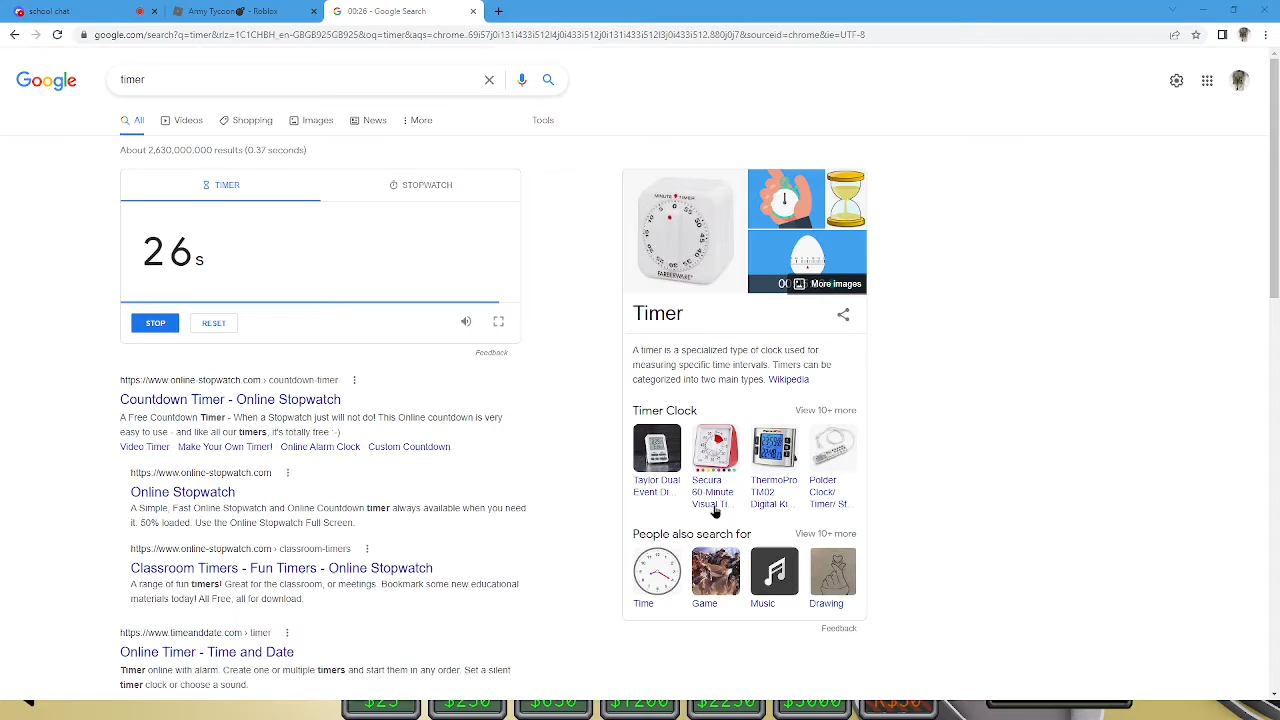 school chat
Army Tycoon💣 - Roblox
00:26 - Google Search
google.com/search?q=timer&rlz=1C1CHBH_en-GBGB925GB925&oq=timer&aqs=chrome..69i57j0i131i433i512l4j0i433i512j0i131i433i512l3j0i433i512.880j0j7&sourceid=chrome&ie=UTF-8
Google
timer
All
Videos
Shopping
Images
News
More
Tools
About 2,630,000,000 results (0.37 seconds)
TIMER
STOPWATCH
26s
STOP
RESET
Feedback
https://www.online-stopwatch.com › countdown-timer
Countdown Timer - Online Stopwatch
A Free Countdown Timer - When a Stopwatch just will not do! This Online countdown is very
easy to use - and like all our timers, it's totally free :-)
Video Timer · Make Your Own Timer! · Online Alarm Clock · Custom Countdown
https://www.online-stopwatch.com
Online Stopwatch
A Simple, Fast Online Stopwatch and Online Countdown timer always available when you need
it. 50% loaded. Use the Online Stopwatch Full Screen.
https://www.online-stopwatch.com › classroom-timers
Classroom Timers - Fun Timers - Online Stopwatch
A range of fun timers! Great for the classroom, or meetings. Bookmark some new educational
materials today! All Free, all for download.
https://www.timeanddate.com › timer
Online Timer - Time and Date
Timer online with alarm. Create one or multiple timers and start them in any order. Set a silent
timer clock or choose a sound.
MINUTE TIMER
FARBERWARE
More images
Timer
A timer is a specialized type of clock used for
measuring specific time intervals. Timers can be
categorized into two main types. Wikipedia
Timer Clock
View 10+ more
Taylor Dual
Event Di...
Secura
60-Minute
Visual Ti...
ThermoPro
TM02
Digital Ki...
Polder
Clock/
Timer/ St...
People also search for
View 10+ more
Time
Game
Music
Drawing
Feedback
$25
$250
$650
$1200
$2250
$5000
R$50